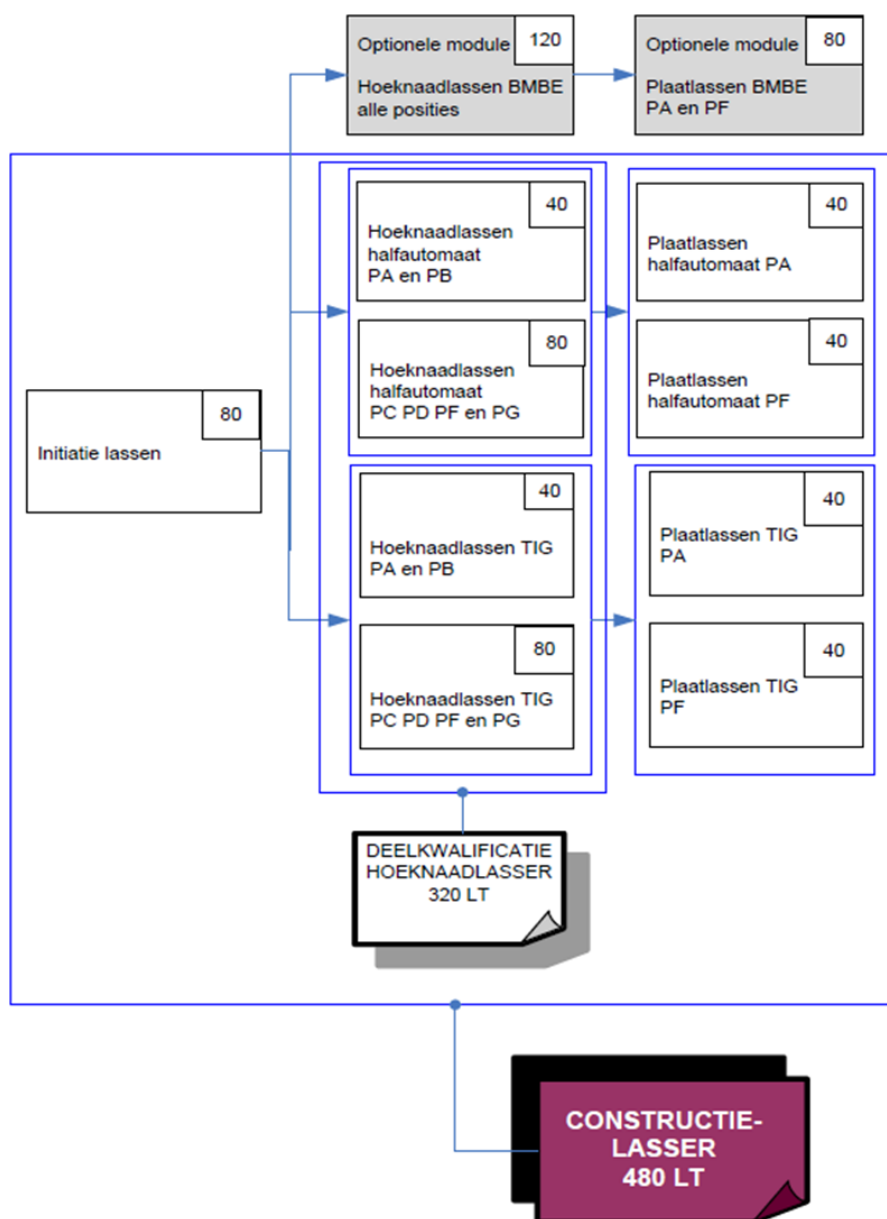 Optionele module
120
Hoeknaadlassen BMBE
alle posities
Optionele module
80
Plaatlassen BMBE
PA en PF
40
Hoeknaadlassen
halfautomaat
PA en PB
40
Plaatlassen
halfautomaat PA
80
Hoeknaadlassen
halfautomaat
PC PD PF en PG
40
Plaatlassen
halfautomaat PF
80
Initiatie lassen
40
Hoeknaadlassen TIG
PA en PB
40
Plaatlassen TIG
PA
80
Hoeknaadlassen TIG
PC PD PF en PG
40
Plaatlassen TIG
PF
DEELKWALIFICATIE
HOEKNAADLASSER
320 LT
CONSTRUCTIE-
LASSER
480 LT